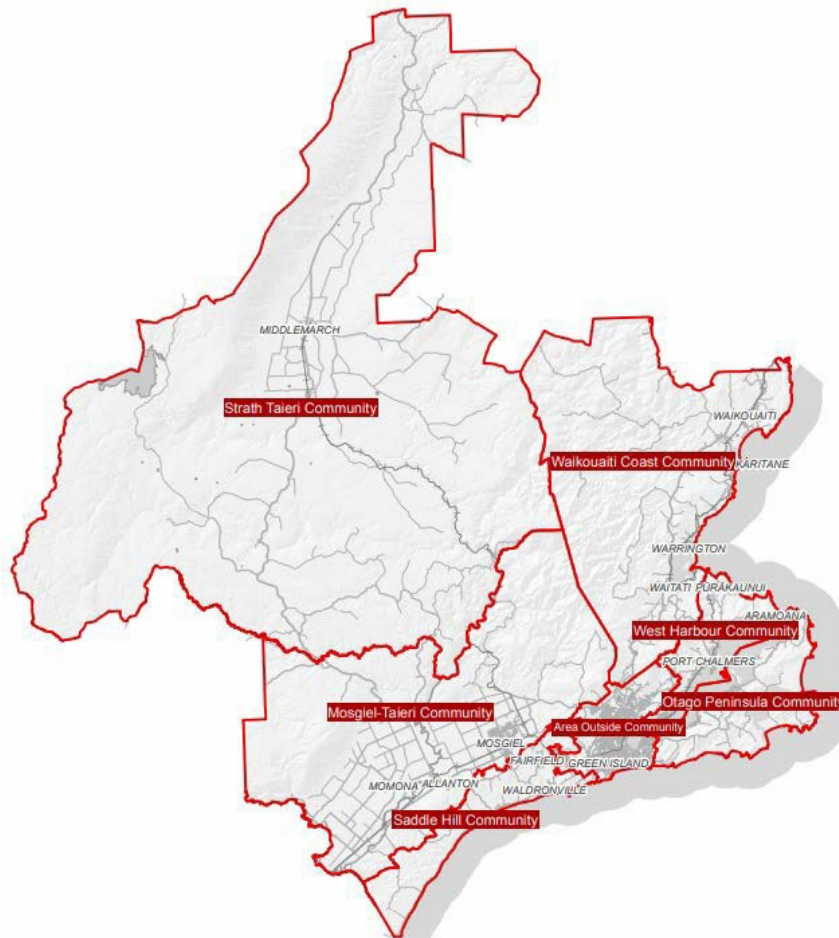 MIDDLEMARCH
Strath Taieri Community
WAIKOUAITI
Waikouaiti Coast Community
KARITANE
WARRINGTON
WAITATI PŪRĀKAUNUI
ARAMOANA
West Harbour Community
PORT CHALMERS
Otago Peninsula Community
Mosgiel-Taieri Community
Area Outside Community
MOSGIEL
FAIRFIELD
GREEN ISLAND
MOMONA
ALLANTON
WALDRONVILLE
Saddle Hill Community